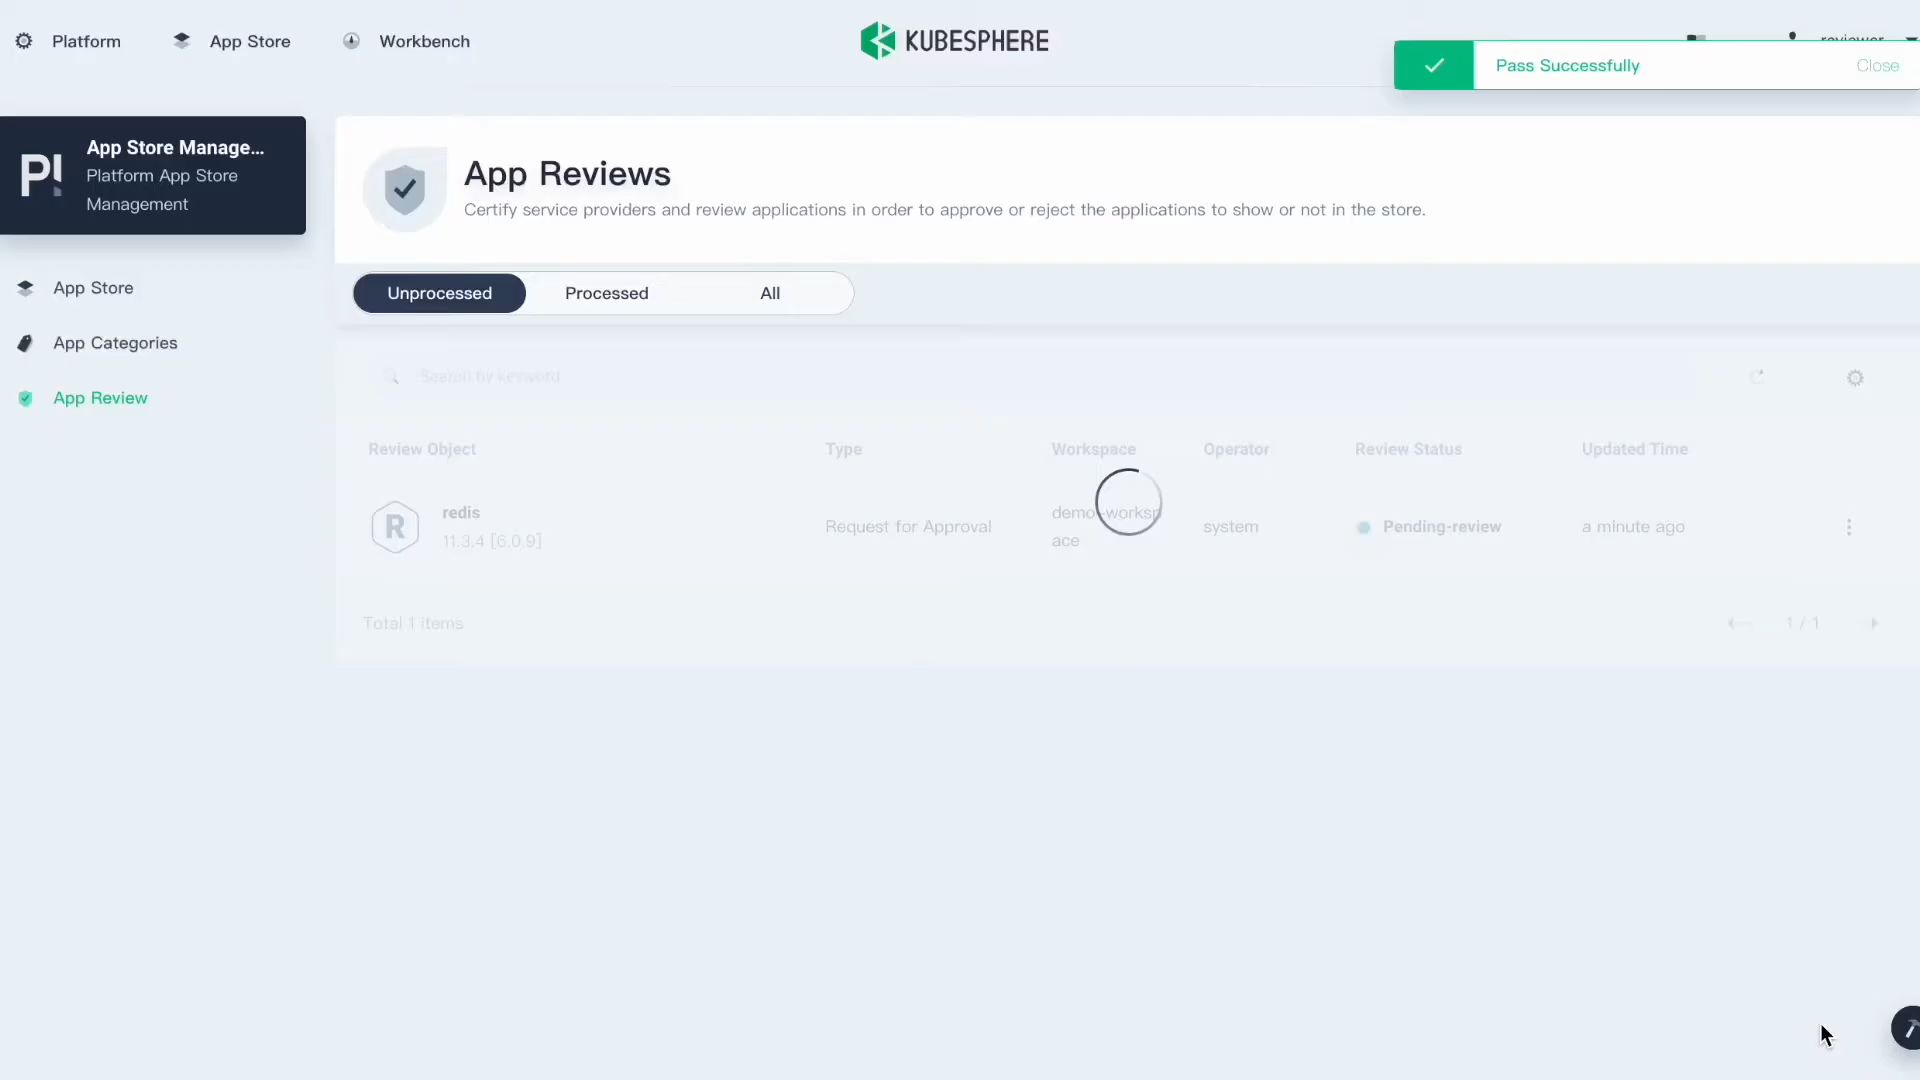 Platform
App Store
Workbench
KUBESPHERE
reviewer
Pass Successfully
Close
P!
App Store Manage...
Platform App Store
Management
App Reviews
Certify service providers and review applications in order to approve or reject the applications to show or not in the store.
App Store
App Categories
App Review
Unprocessed
Processed
All
Search by keyword
Review Object
Type
Workspace
Operator
Review Status
Updated Time
R
redis
11.3.4 [6.0.9]
Request for Approval
demo-worksp
ace
system
Pending-review
a minute ago
Total 1 items
1 / 1